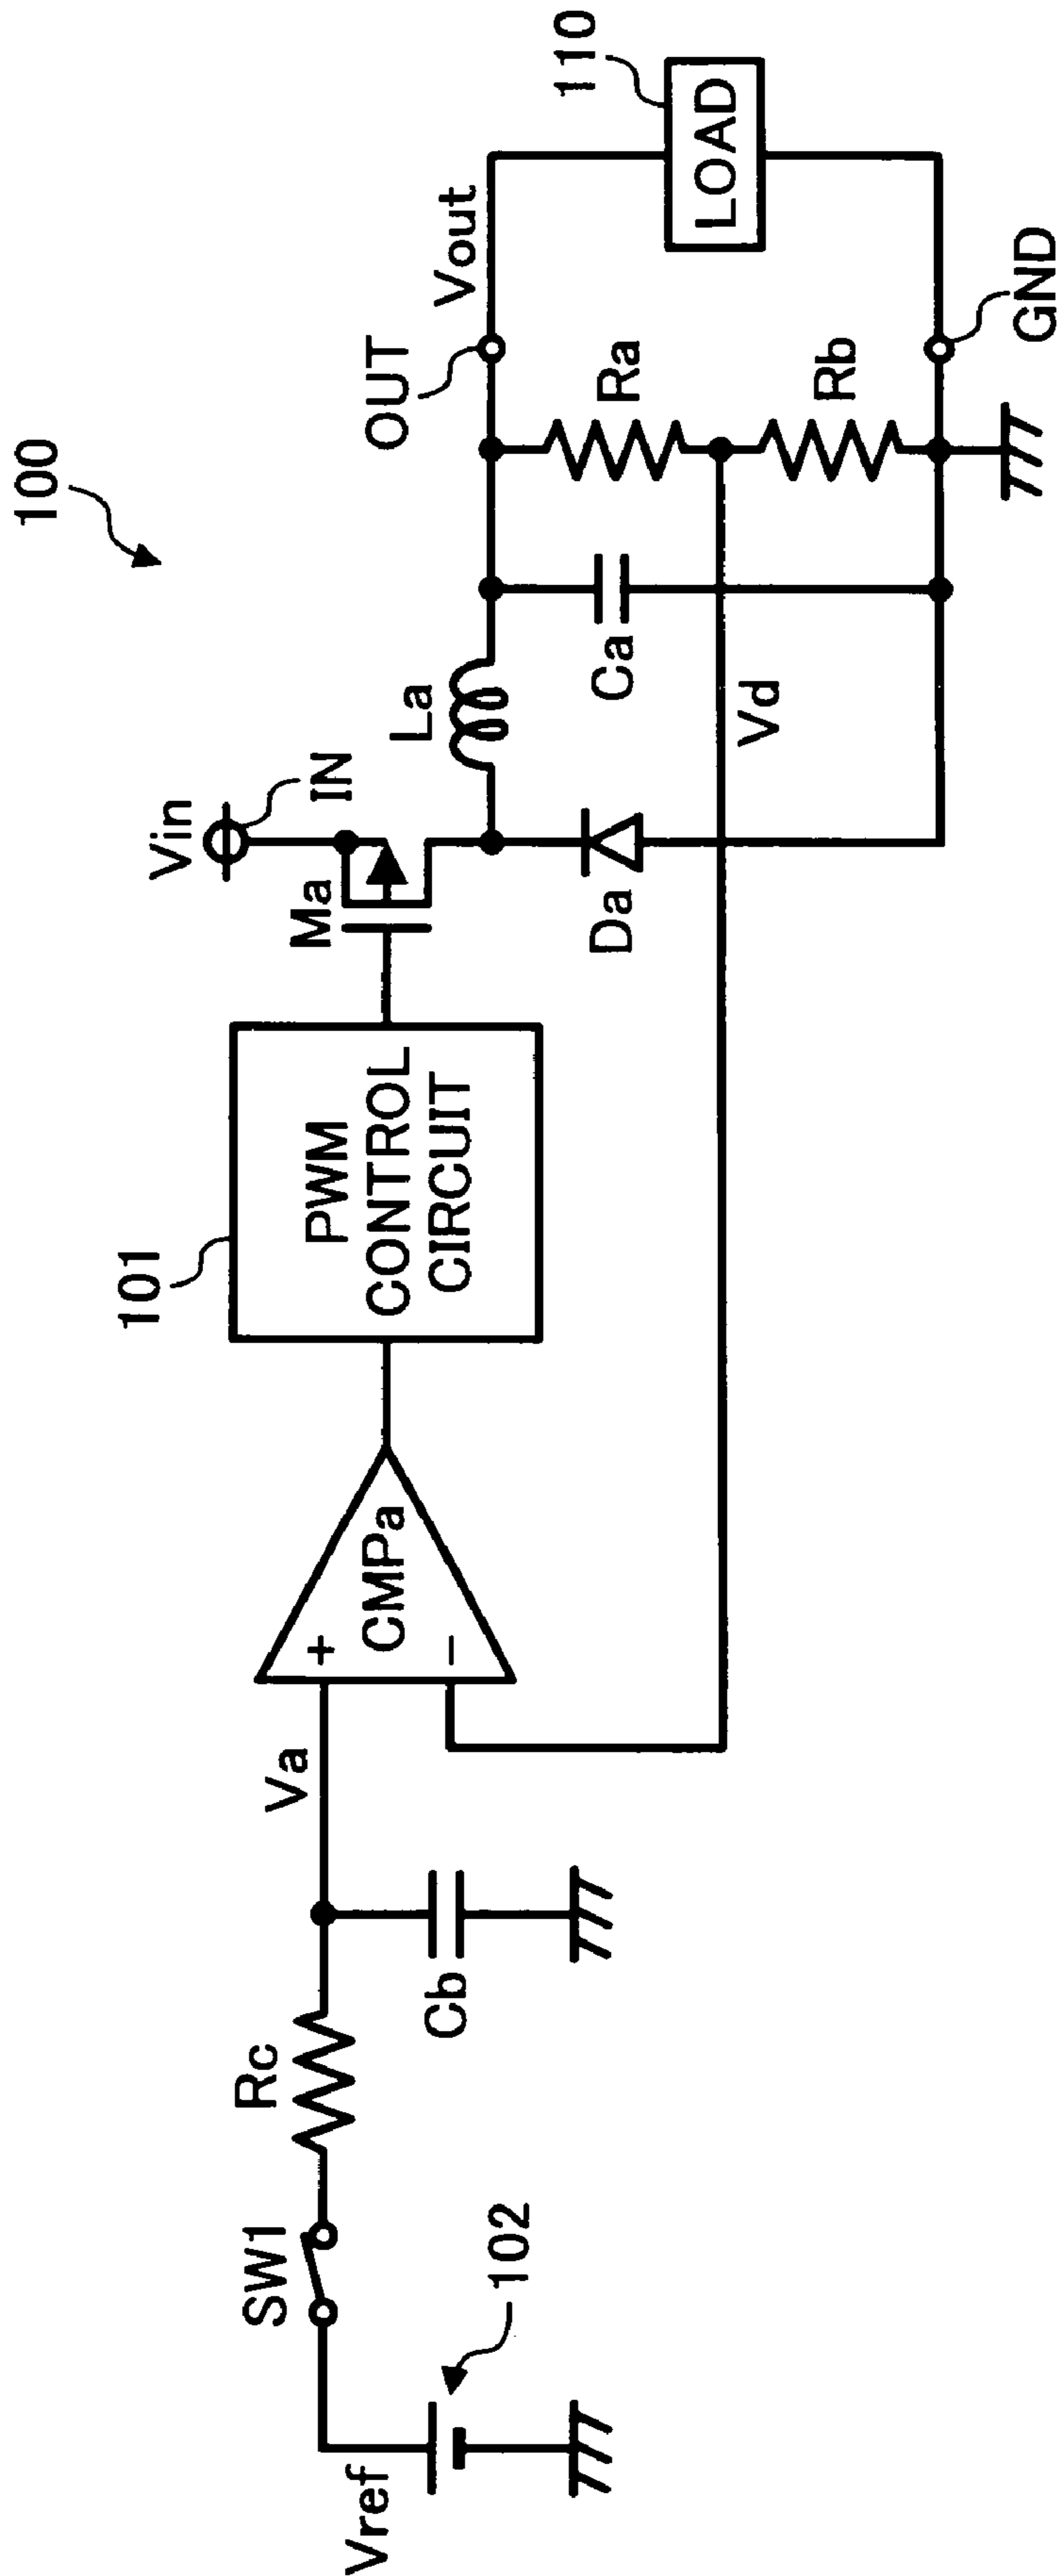 100
Vin
IN
Ma
La
OUT
Vout
110
LOAD
101
PWM
CONTROL
CIRCUIT
Ra
Rb
Ca
Da
Vd
GND
CMPa
+
−
Va
Rc
Cb
SW1
Vref
102